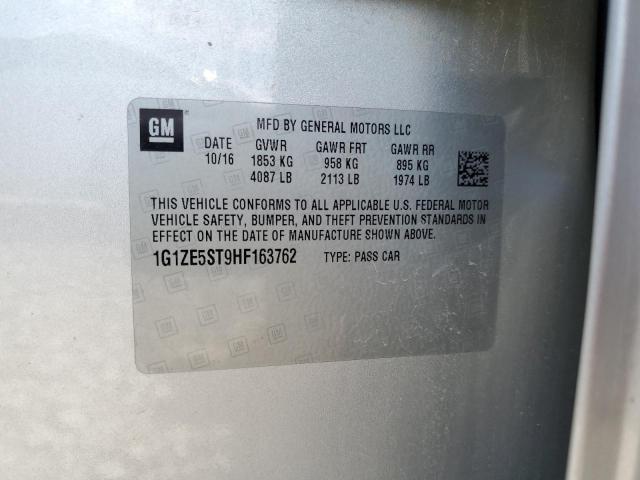 GM
MFD BY GENERAL MOTORS LLC
DATE GVWR GAWR FRT GAWR RR
10/16 1853 KG 958 KG 895 KG
4087 LB 2113 LB 1974 LB
THIS VEHICLE CONFORMS TO ALL APPLICABLE U.S. FEDERAL MOTOR
VEHICLE SAFETY, BUMPER, AND THEFT PREVENTION STANDARDS IN
EFFECT ON THE DATE OF MANUFACTURE SHOWN ABOVE.
1G1ZE5ST9HF163762 TYPE: PASS CAR